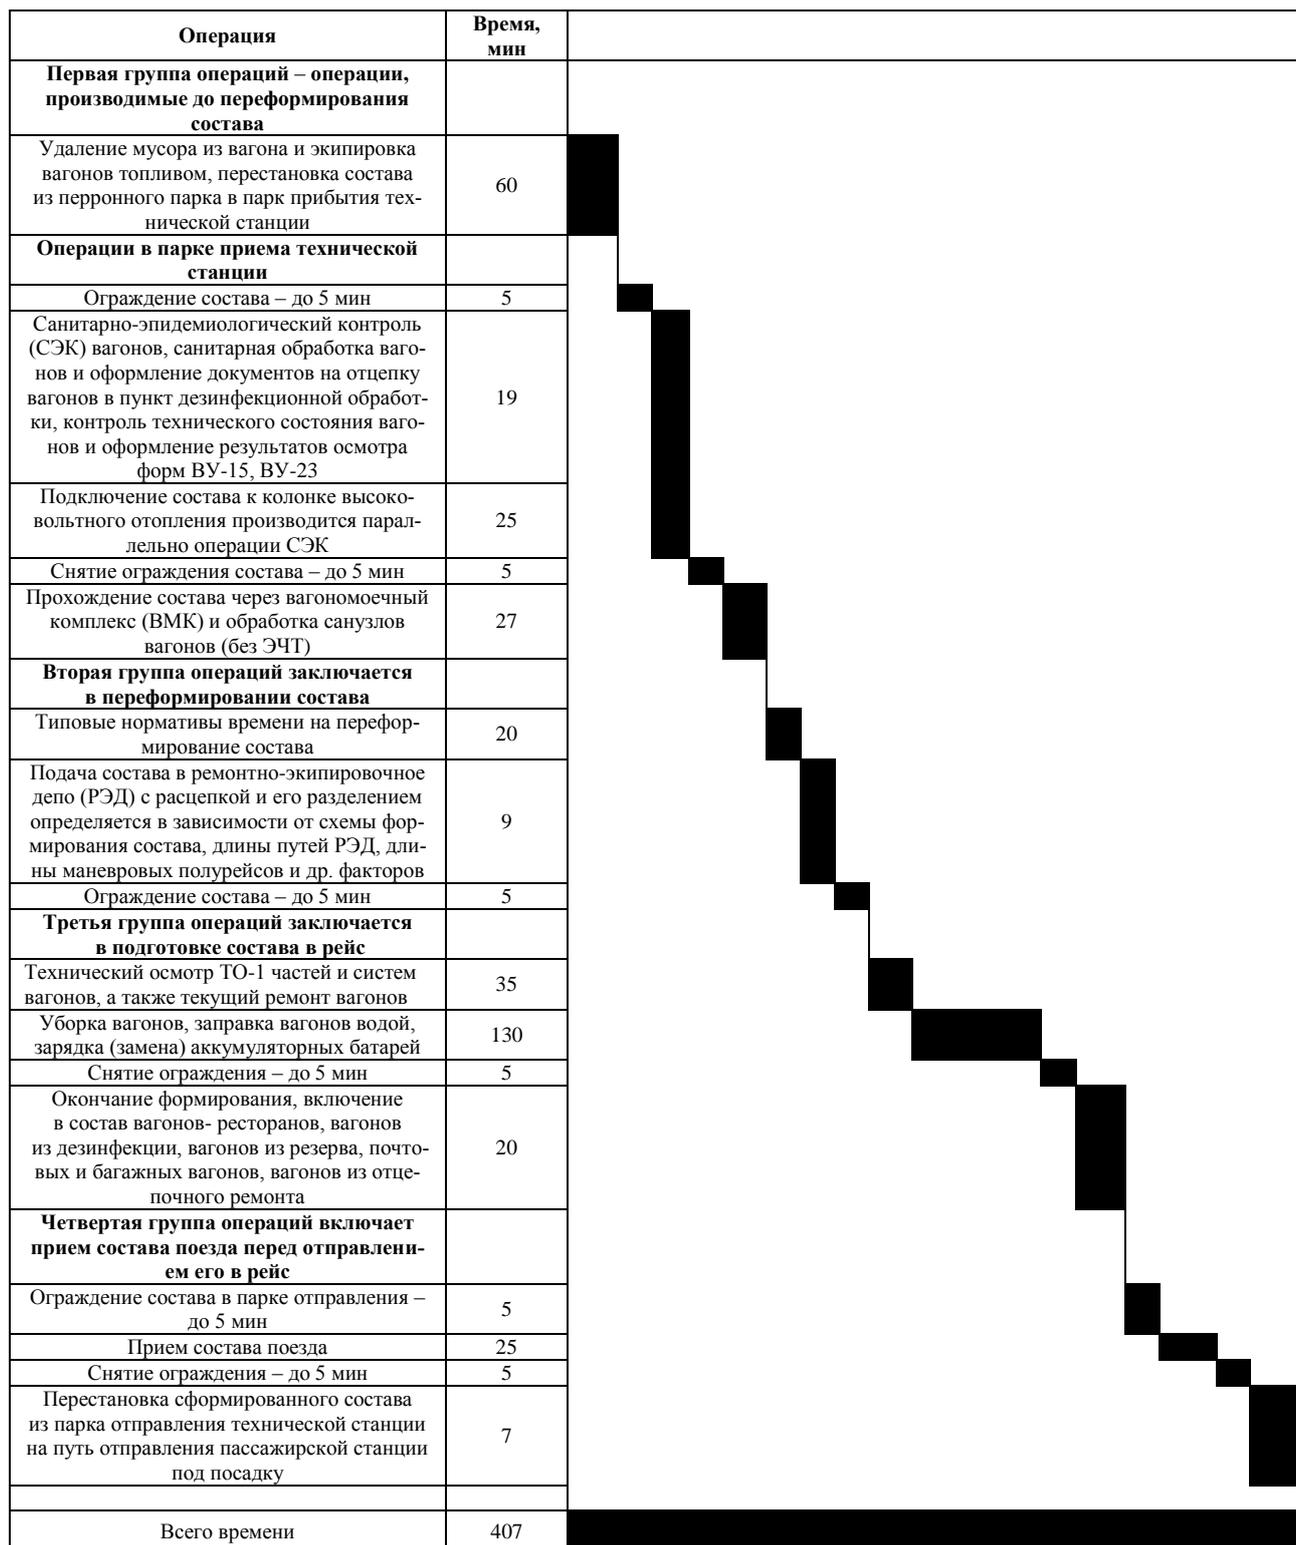 Операция
Время,
мин
Первая группа операций – операции,
производимые до переформирования
состава
Удаление мусора из вагона и экипировка
вагонов топливом, перестановка состава
из перронного парка в парк прибытия тех-
нической станции
60
Операции в парке приема технической
станции
Ограждение состава – до 5 мин
5
Санитарно-эпидемиологический контроль
(СЭК) вагонов, санитарная обработка ваго-
нов и оформление документов на отцепку
вагонов в пункт дезинфекционной обработ-
ки, контроль технического состояния ваго-
нов и оформление результатов осмотра
форм ВУ-15, ВУ-23
19
Подключение состава к колонке высоко-
вольтного отопления производится парал-
лельно операции СЭК
25
Снятие ограждения состава – до 5 мин
5
Прохождение состава через вагономоечный
комплекс (ВМК) и обработка санузлов
вагонов (без ЭЧТ)
27
Вторая группа операций заключается
в переформировании состава
Типовые нормативы времени на перефор-
мирование состава
20
Подача состава в ремонтно-экипировочное
депо (РЭД) с расцепкой и его разделением
определяется в зависимости от схемы фор-
мирования состава, длины путей РЭД, дли-
ны маневровых полурейсов и др. факторов
9
Ограждение состава – до 5 мин
5
Третья группа операций заключается
в подготовке состава в рейс
Технический осмотр ТО-1 частей и систем
вагонов, а также текущий ремонт вагонов
35
Уборка вагонов, заправка вагонов водой,
зарядка (замена) аккумуляторных батарей
130
Снятие ограждения – до 5 мин
5
Окончание формирования, включение
в состав вагонов- ресторанов, вагонов
из дезинфекции, вагонов из резерва, почто-
вых и багажных вагонов, вагонов из отце-
почного ремонта
20
Четвертая группа операций включает
прием состава поезда перед отправлени-
ем его в рейс
Ограждение состава в парке отправления –
до 5 мин
5
Прием состава поезда
25
Снятие ограждения – до 5 мин
5
Перестановка сформированного состава
из парка отправления технической станции
на путь отправления пассажирской станции
под посадку
7
Всего времени
407